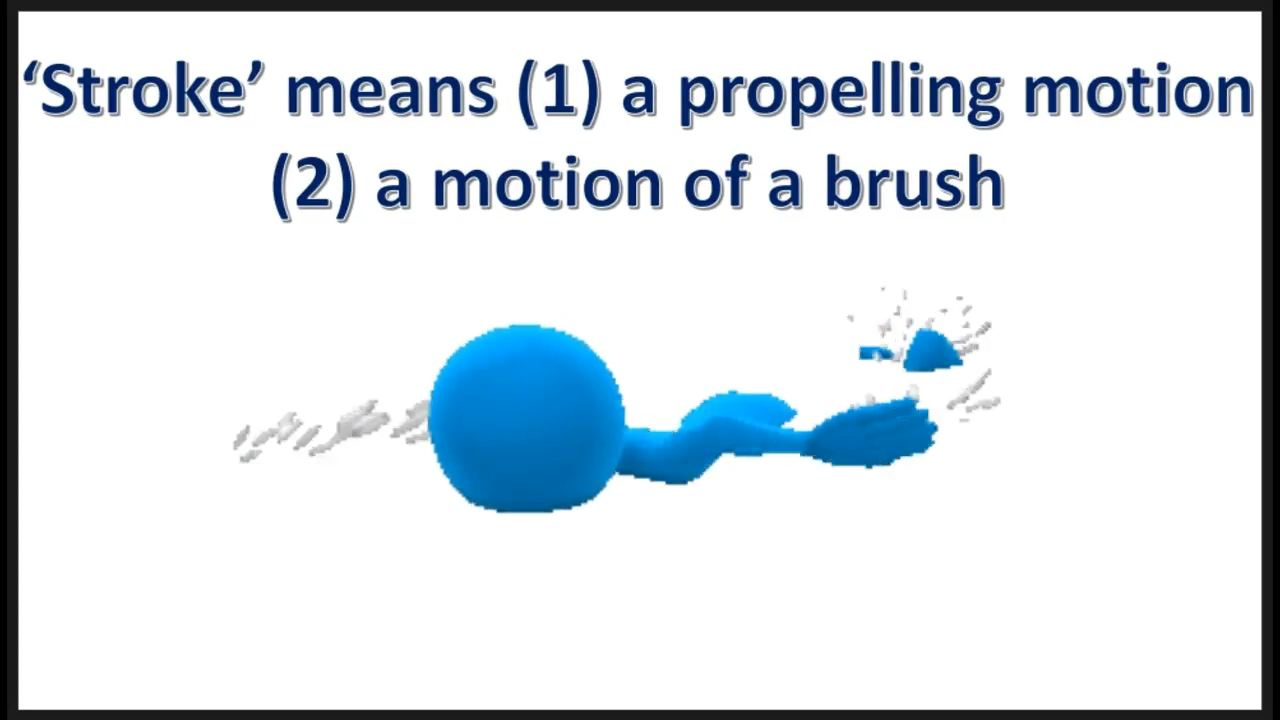 ‘Stroke’ means (1) a propelling motion
(2) a motion of a brush